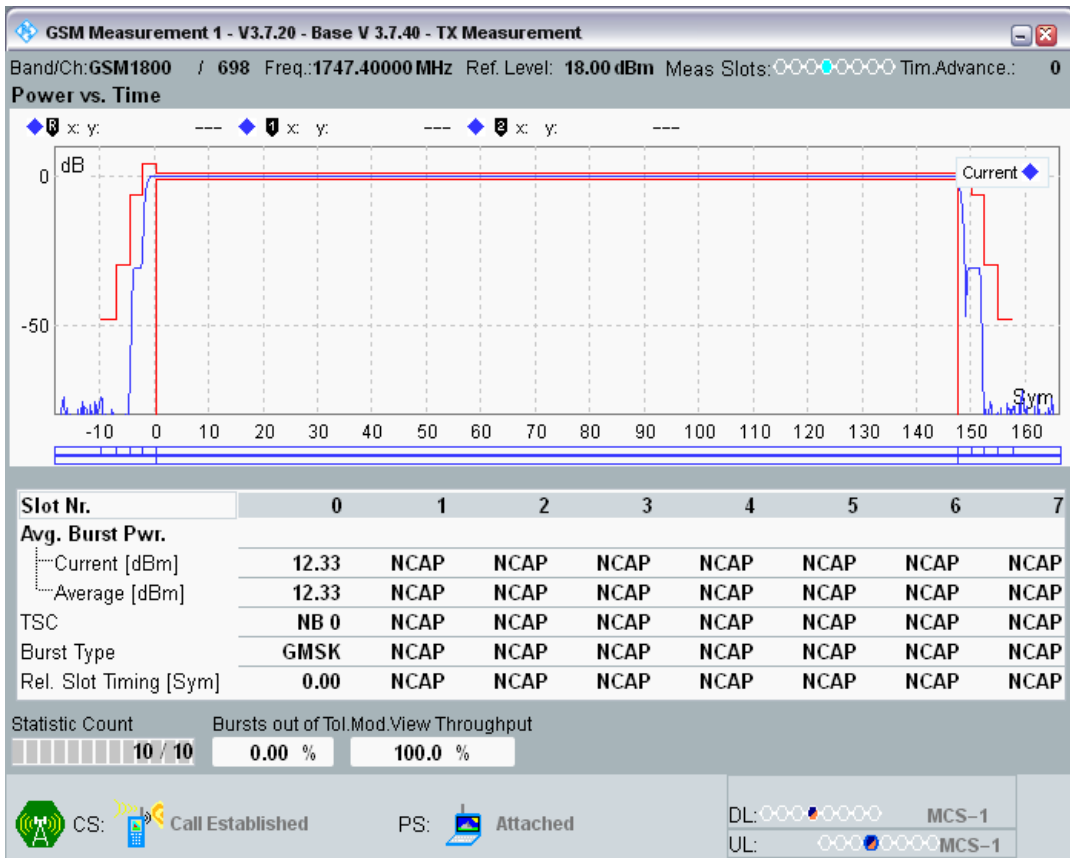 GSM Measurement 1 - V3.7.20 - Base V 3.7.40 - TX Measurement
Band/Ch:GSM1800 / 698 Freq.:1747.40000 MHz Ref. Level: 18.00 dBm Meas Slots: Tim.Advance.: 0
Power vs. Time
R x: y: --- 1 x: y: --- 2 x: y: ---
dB
Current
0
-50
Sym
-10 0 10 20 30 40 50 60 70 80 90 100 110 120 130 140 150 160
Slot Nr. 0 1 2 3 4 5 6 7
Avg. Burst Pwr.
Current [dBm] 12.33 NCAP NCAP NCAP NCAP NCAP NCAP NCAP
Average [dBm] 12.33 NCAP NCAP NCAP NCAP NCAP NCAP NCAP
TSC NB 0 NCAP NCAP NCAP NCAP NCAP NCAP NCAP
Burst Type GMSK NCAP NCAP NCAP NCAP NCAP NCAP NCAP
Rel. Slot Timing [Sym] 0.00 NCAP NCAP NCAP NCAP NCAP NCAP NCAP
Statistic Count Bursts out of Tol.Mod.View Throughput
10 / 10 0.00 % 100.0 %
CS: Call Established PS: Attached
DL: MCS-1
UL: MCS-1